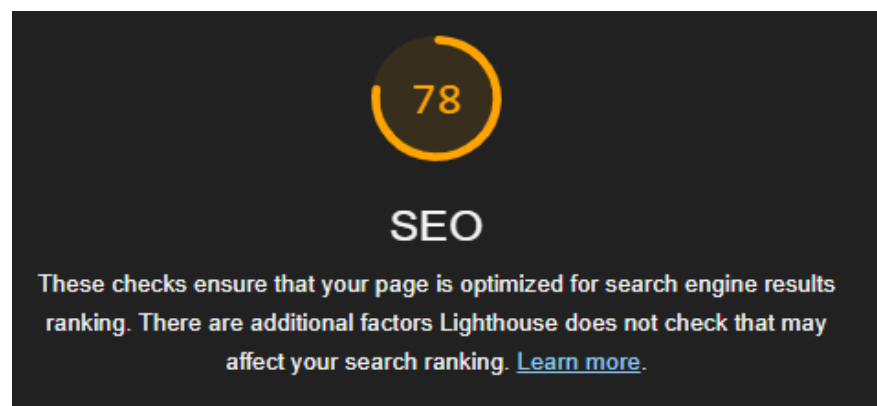 78
SEO
These checks ensure that your page is optimized for search engine results
ranking. There are additional factors Lighthouse does not check that may
affect your search ranking. Learn more.